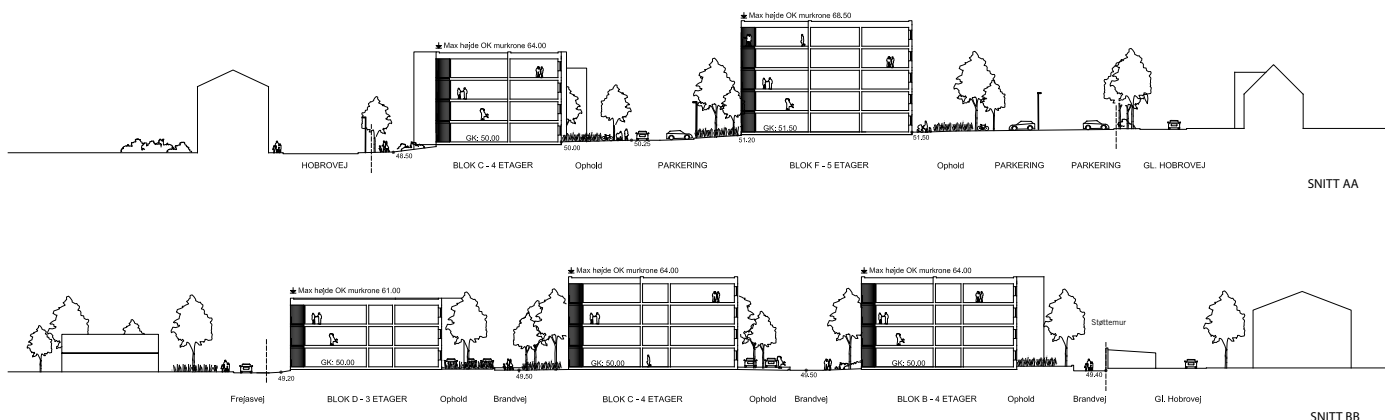 Max højde OK murkrone 68.50
Max højde OK murkrone 64.00
GK: 50.00
GK: 51.50
48.50
50.00
50.25
51.20
51.50
HOBROVEJ
BLOK C - 4 ETAGER
Ophold
PARKERING
BLOK F - 5 ETAGER
Ophold
PARKERING
PARKERING
GL. HOBROVEJ
SNITT AA
Max højde OK murkrone 61.00
Max højde OK murkrone 64.00
Max højde OK murkrone 64.00
Støttemur
GK: 50.00
GK: 50.00
GK: 50.00
49.20
49.50
49.50
49.40
Frejasvej
BLOK D - 3 ETAGER
Ophold
Brandvej
BLOK C - 4 ETAGER
Ophold
Brandvej
BLOK B - 4 ETAGER
Ophold
Brandvej
Gl. Hobrovej
SNITT BB